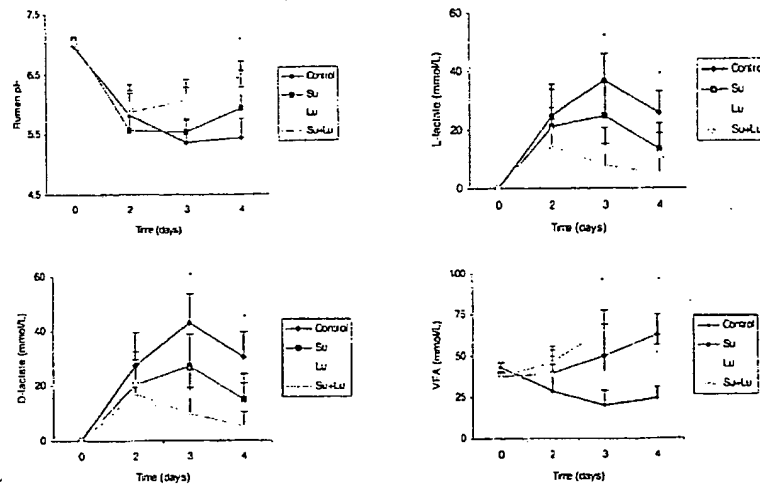 7.5
6.5
5.5
4.5
Rumen pH
0 2 3 4
Time (days)
Control
Su
Lu
Su+Lu
60
40
20
0
L-lactate (mmol/L)
0 2 3 4
Time (days)
Control
Su
Lu
Su+Lu
60
40
20
0
D-lactate (mmol/L)
0 2 3 4
Time (days)
Control
Su
Lu
Su+Lu
100
75
50
25
0
VFA (mmol/L)
0 2 3 4
Time (days)
Control
Su
Lu
Su+Lu